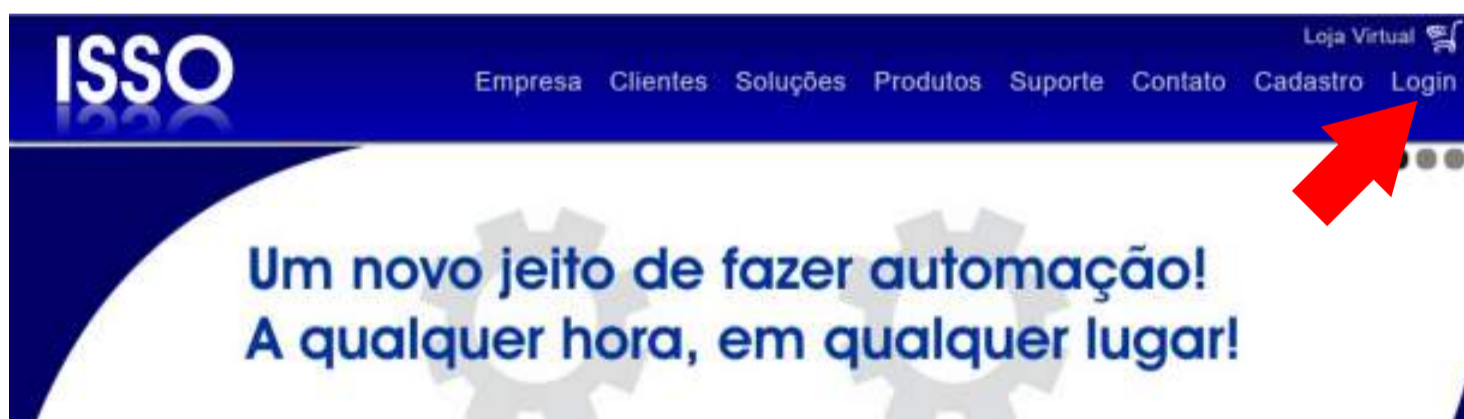 ISSO
Loja Virtual
Empresa Clientes Soluções Produtos Suporte Contato Cadastro Login
Um novo jeito de fazer automação!
A qualquer hora, em qualquer lugar!